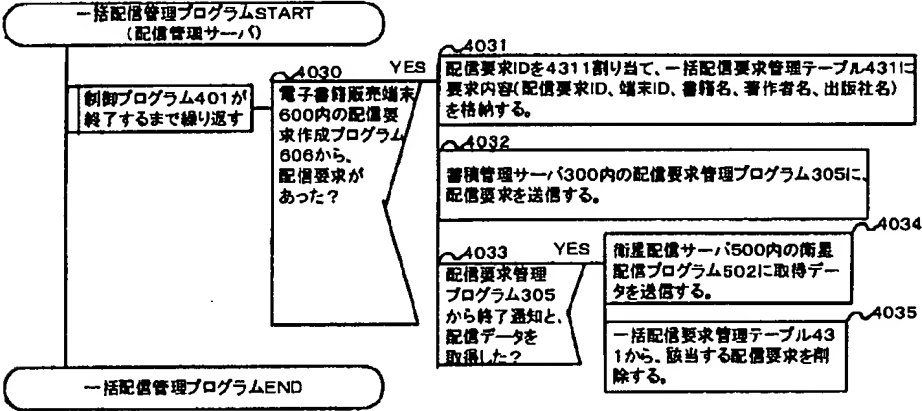 一括配信管理プログラムSTART
(配信管理サーバ)
制御プログラム401が
終了するまで繰り返す
4030
YES
電子書籍販売端末
600内の配信要
求作成プログラム
606から、
配信要求が
あった？
4031
配信要求IDを4311割り当て、一括配信要求管理テーブル431に
要求内容(配信要求ID、端末ID、書籍名、著作者名、出版社名)
を格納する。
4032
蓄積管理サーバ300内の配信要求管理プログラム305に、
配信要求を送信する。
4033
YES
配信要求管理
プログラム305
から終了通知と、
配信データを
取得した？
4034
衛星配信サーバ500内の衛星
配信プログラム502に取得デー
タを送信する。
4035
一括配信要求管理テーブル43
1から、該当する配信要求を削
除する。
一括配信管理プログラムEND